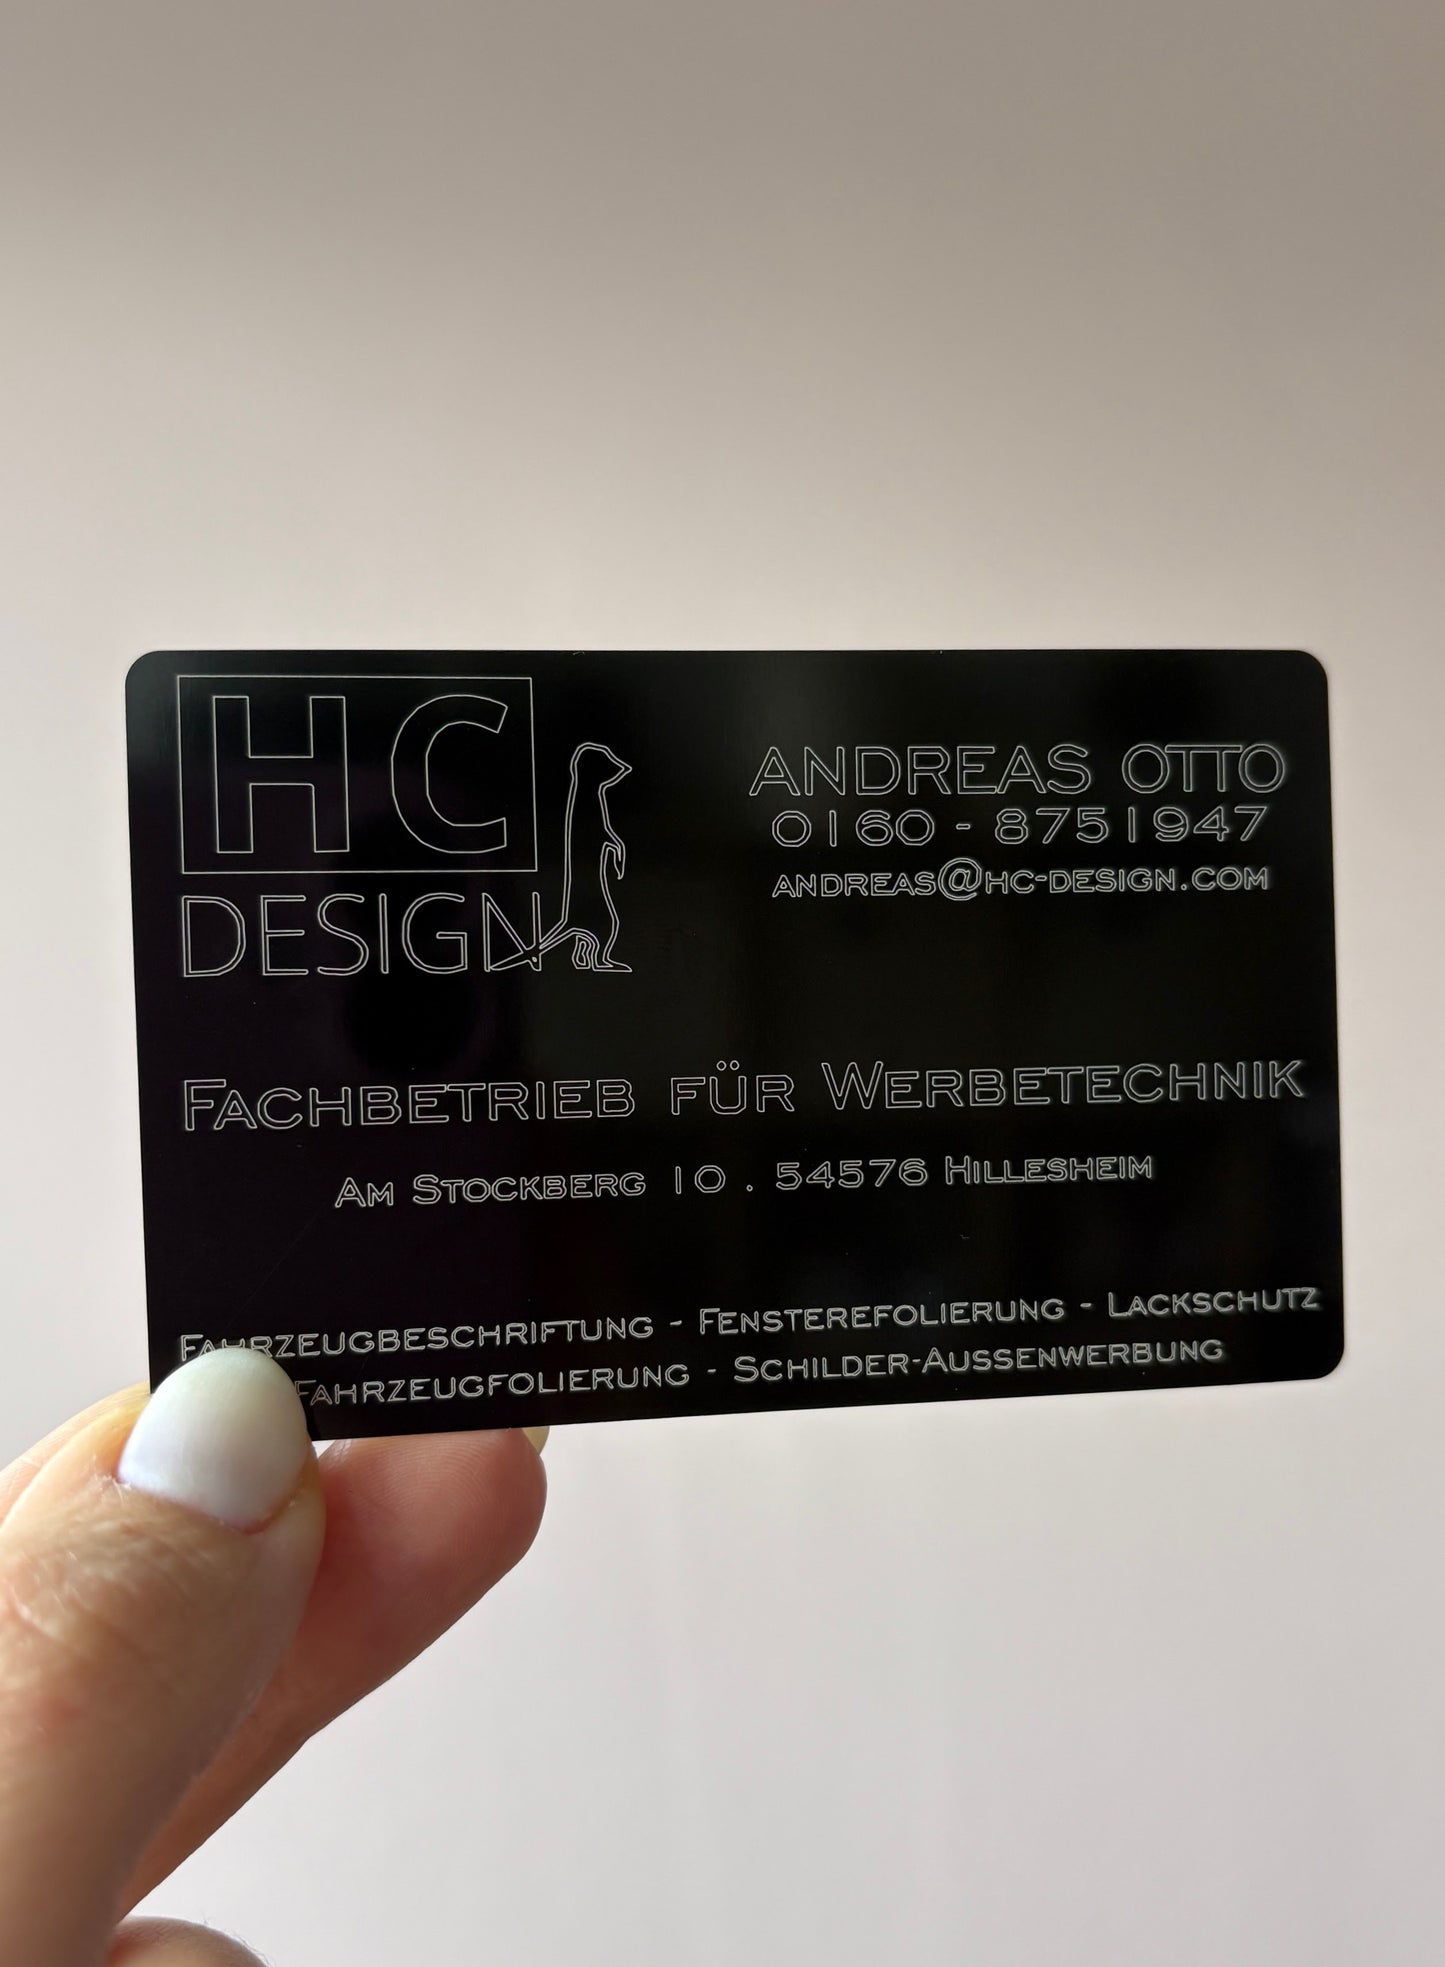 HC
DESIGN
ANDREAS OTTO
0160 - 8751947
ANDREAS@HC-DESIGN.COM
FACHBETRIEB FÜR WERBETECHNIK
AM STOCKBERG 10 . 54576 HILLESHEIM
FAHRZEUGBESCHRIFTUNG - FENSTEREFOLIERUNG - LACKSCHUTZ
FAHRZEUGFOLIERUNG - SCHILDER-AUSSENWERBUNG